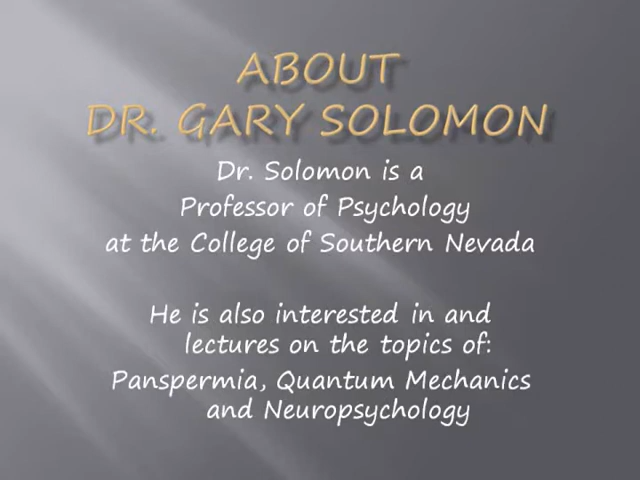 ABOUT
DR. GARY SOLOMON
Dr. Solomon is a
Professor of Psychology
at the College of Southern Nevada
He is also interested in and
lectures on the topics of:
Panspermia, Quantum Mechanics
and Neuropsychology